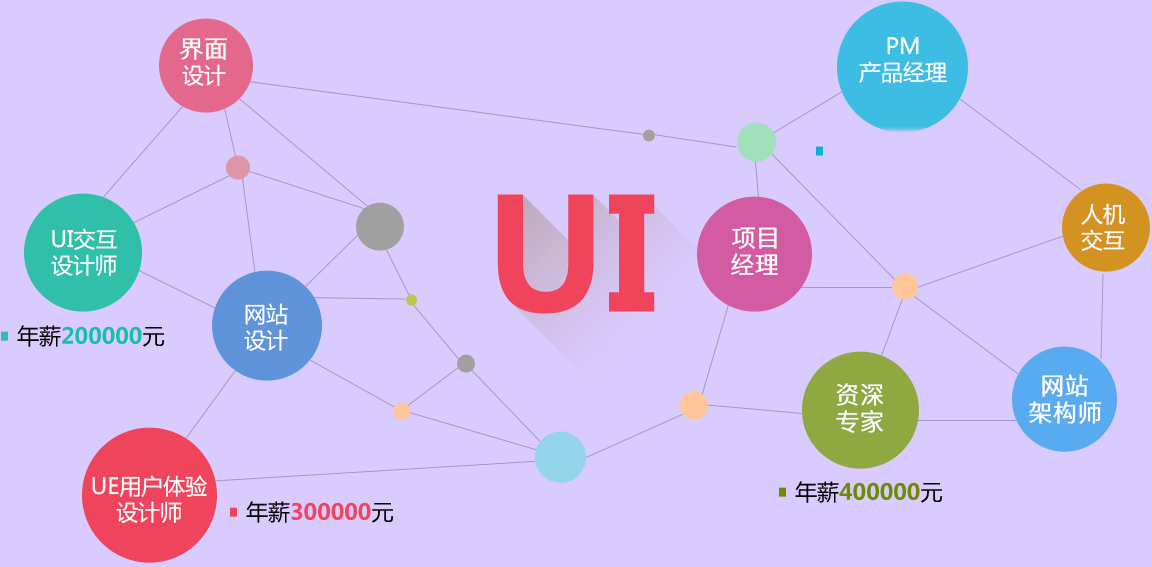 界面
设计
PM
产品经理
UI
人机
交互
UI交互
设计师
项目
经理
网站
设计
年薪200000元
资深
专家
网站
架构师
UE用户体验
设计师
年薪300000元
年薪400000元